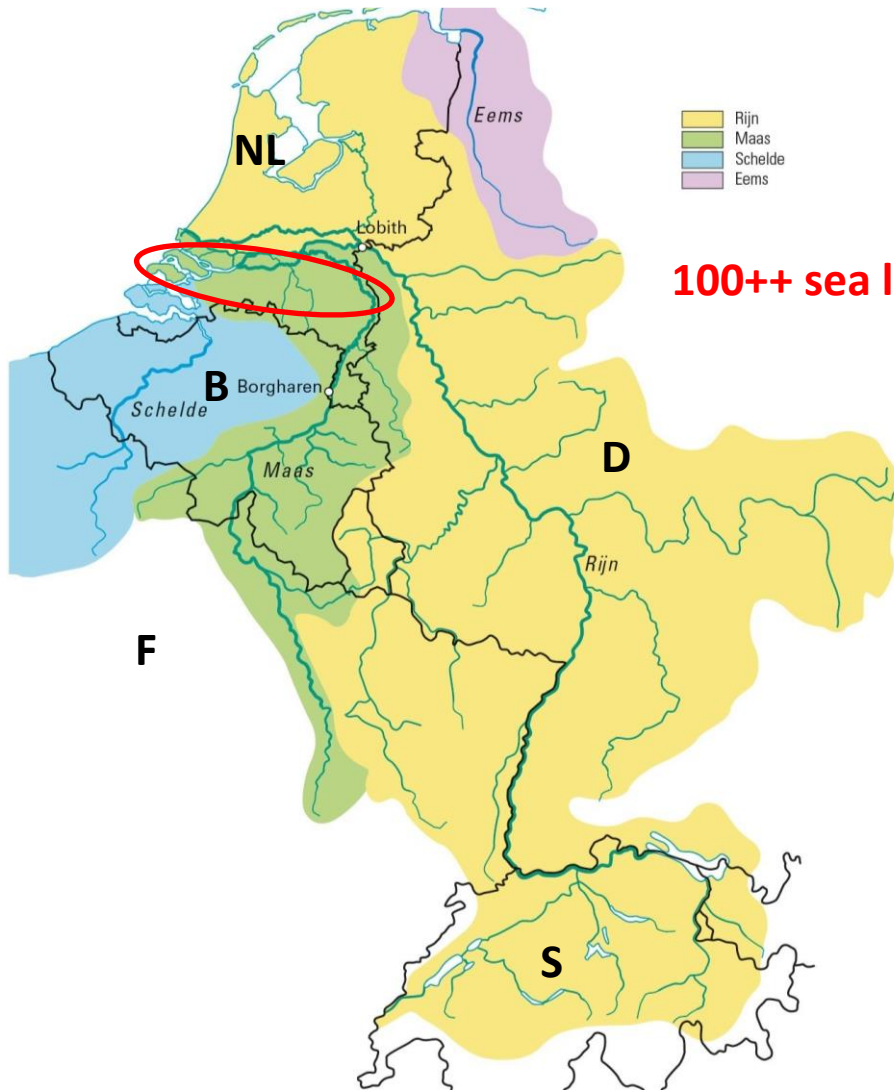 Eems
Rijn
Maas
Schelde
Eems
NL
Lobith
100++ sea l
B
Borgharen
Schelde
Maas
D
Rijn
F
S